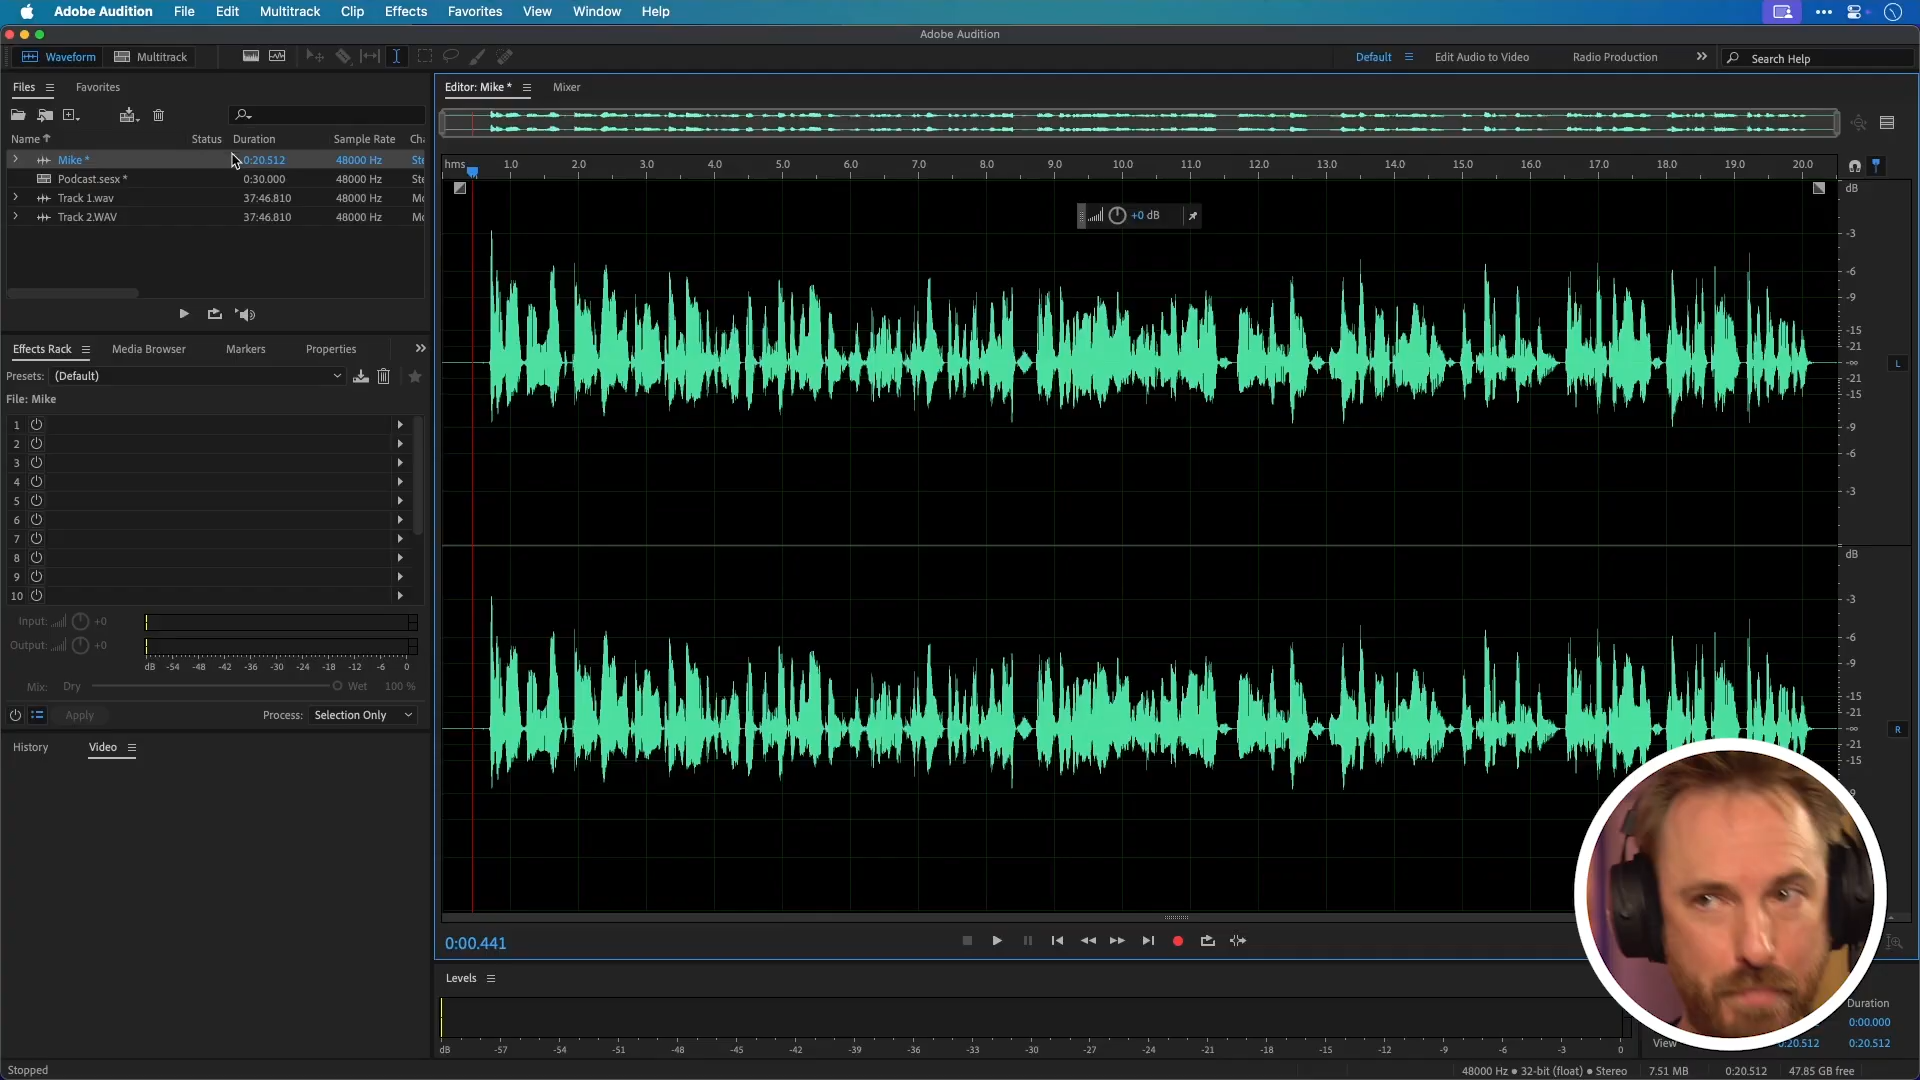 Adobe Audition File Edit Multitrack Clip Effects Favorites View Window Help
Adobe Audition
Waveform Multitrack Default Edit Audio to Video Radio Production Search Help
Files Favorites
Editor: Mike * Mixer
Name Status Duration Sample Rate Ch
Mike * 0:20.512 48000 Hz Ste
Podcast.sesx * 0:30.000 48000 Hz Ste
Track 1.wav 37:46.810 48000 Hz Mo
Track 2.WAV 37:46.810 48000 Hz Mo
hms 1.0 2.0 3.0 4.0 5.0 6.0 7.0 8.0 9.0 10.0 11.0 12.0 13.0 14.0 15.0 16.0 17.0 18.0 19.0 20.0
+0 dB
dB
-3
-6
-9
-15
-21
-∞
-21
-15
-9
-6
-3
L
Effects Rack Media Browser Markers Properties
Presets: (Default)
File: Mike
1
2
3
4
5
6
7
8
9
10
Input: +0
Output: +0
dB -54 -48 -42 -36 -30 -24 -18 -12 -6 0
Mix: Dry Wet 100 %
Apply Process: Selection Only
History Video
dB
-3
-6
-9
-15
-21
-∞
-21
-15
-9
R
0:00.441
Levels
dB -57 -54 -51 -48 -45 -42 -39 -36 -33 -30 -27 -24 -21 -18 -15 -12 -9 -6 -3 0
Duration
0:00.000
View 0:20.512 0:20.512
Stopped 48000 Hz • 32-bit (float) • Stereo 7.51 MB 0:20.512 47.85 GB free